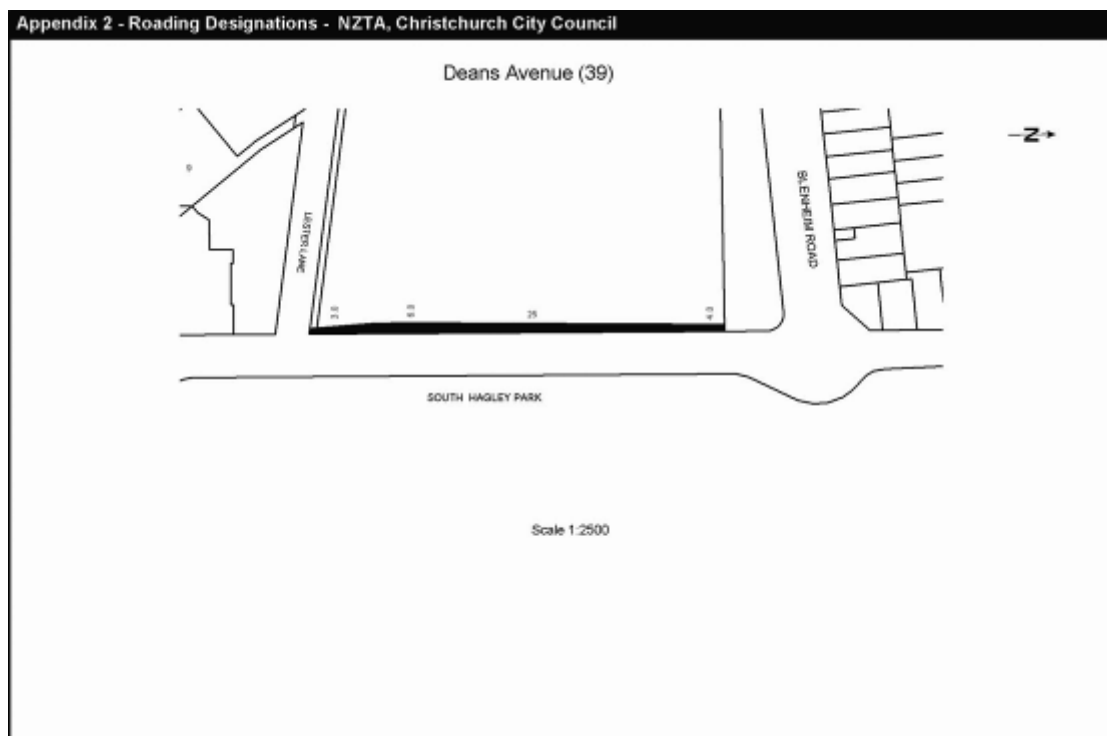 Appendix 2 - Roading Designations - NZTA, Christchurch City Council
Deans Avenue (39)
N
LESTER LANE
BLENHEIM ROAD
3.0
6.0
25
4.0
SOUTH HAGLEY PARK
Scale 1:2500